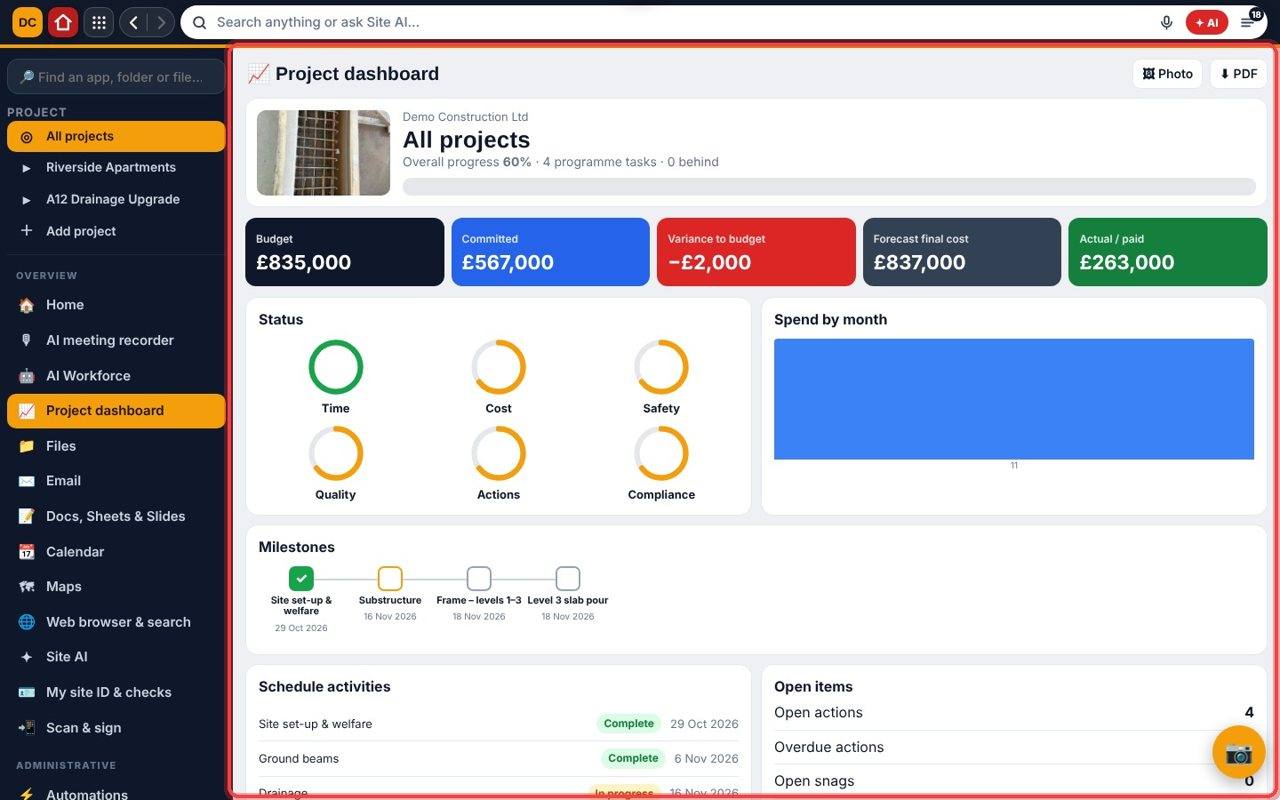 DC
Search anything or ask Site AI...
✦ AI
18
🔎 Find an app, folder or file...
PROJECT
All projects
Riverside Apartments
A12 Drainage Upgrade
Add project
OVERVIEW
Home
AI meeting recorder
AI Workforce
Project dashboard
Files
Email
Docs, Sheets & Slides
Calendar
Maps
Web browser & search
Site AI
My site ID & checks
Scan & sign
ADMINISTRATIVE
Automations
Project dashboard
Photo
PDF
Demo Construction Ltd
All projects
Overall progress 60% · 4 programme tasks · 0 behind
Budget
£835,000
Committed
£567,000
Variance to budget
−£2,000
Forecast final cost
£837,000
Actual / paid
£263,000
Status
Time
Cost
Safety
Quality
Actions
Compliance
Spend by month
11
Milestones
Site set-up &
welfare
29 Oct 2026
Substructure
16 Nov 2026
Frame – levels 1–3
18 Nov 2026
Level 3 slab pour
18 Nov 2026
Schedule activities
Site set-up & welfare Complete 29 Oct 2026
Ground beams Complete 6 Nov 2026
Drainage In progress 16 Nov 2026
Open items
Open actions 4
Overdue actions
Open snags 0